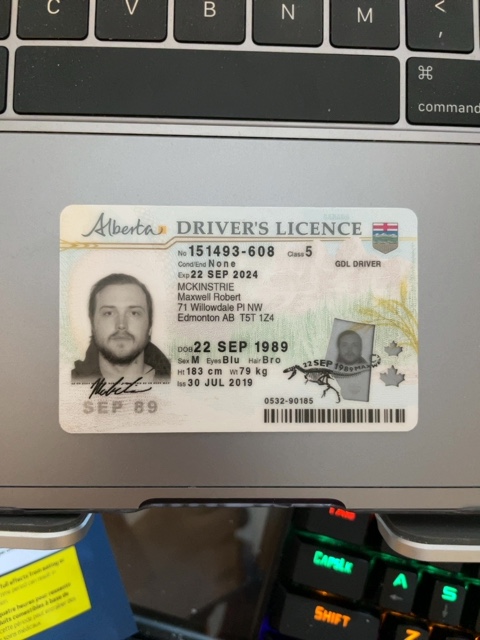 C V B N M <
,
⌘
command
Alberta DRIVER'S LICENCE
No 151493-608 Class 5
Cond/End None GDL DRIVER
Exp 22 SEP 2024
MCKINSTRIE
Maxwell Robert
71 Willowdale Pl NW
Edmonton AB T5T 1Z4
DOB 22 SEP 1989
Sex M Eyes Blu Hair Bro
Ht 183 cm Wt 79 kg
Iss 30 JUL 2019
22 SEP 1989
SEP 89
0532-90185
CAPSLK A S
SHIFT Z